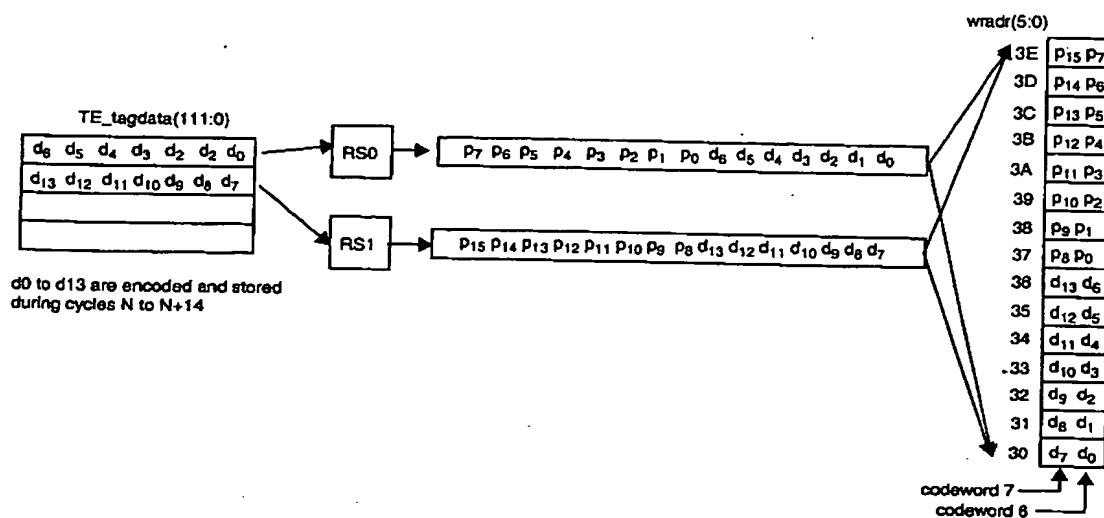 wradr(5:0)
TE_tagdata(111:0)
d6 d5 d4 d3 d2 d2 d0
d13 d12 d11 d10 d9 d8 d7
RS0
p7 p6 p5 p4 p3 p2 p1 p0 d6 d5 d4 d3 d2 d1 d0
RS1
p15 p14 p13 p12 p11 p10 p9 p8 d13 d12 d11 d10 d9 d8 d7
d0 to d13 are encoded and stored
during cycles N to N+14
3E p15 p7
3D p14 p6
3C p13 p5
3B p12 p4
3A p11 p3
39 p10 p2
38 p9 p1
37 p8 p0
36 d13 d6
35 d12 d5
34 d11 d4
33 d10 d3
32 d9 d2
31 d8 d1
30 d7 d0
codeword 7
codeword 6